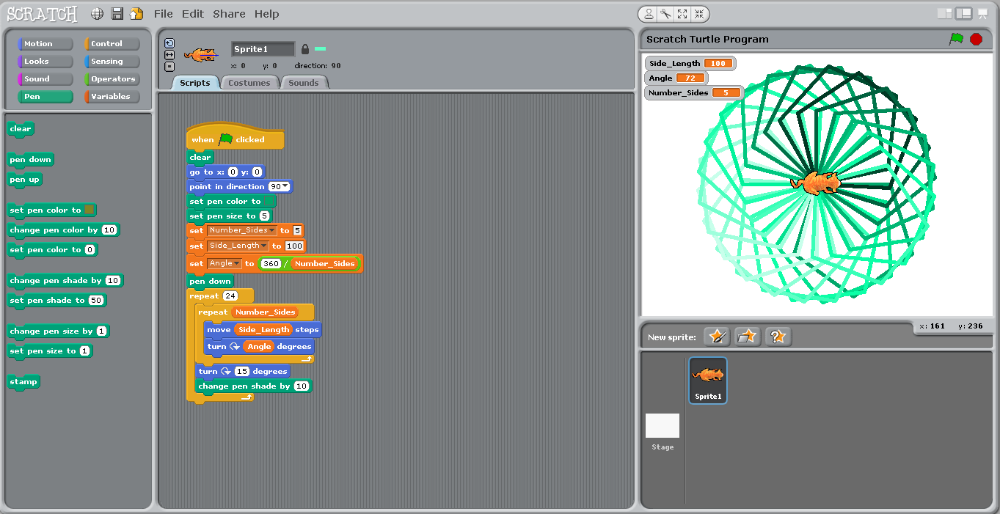 SCRATCH File Edit Share Help
Motion Control
Looks Sensing
Sound Operators
Pen Variables
clear
pen down
pen up
set pen color to
change pen color by 10
set pen color to 0
change pen shade by 10
set pen shade to 50
change pen size by 1
set pen size to 1
stamp
Sprite1
x: 0 y: 0 direction: 90
Scripts Costumes Sounds
when clicked
clear
go to x: 0 y: 0
point in direction 90
set pen color to
set pen size to 5
set Number_Sides to 5
set Side_Length to 100
set Angle to 360 / Number_Sides
pen down
repeat 24
repeat Number_Sides
move Side_Length steps
turn Angle degrees
turn 15 degrees
change pen shade by 10
Scratch Turtle Program
Side_Length 100
Angle 72
Number_Sides 5
x: 161 y: 236
New sprite:
Sprite1
Stage